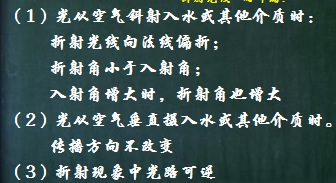 (1)光从空气斜射入水或其他介质时:
折射光线向法线偏折;
折射角小于入射角;
入射角增大时,折射角也增大
(2)光从空气垂直摄入水或其他介质时。
传播方向不改变
(3)折射现象中光路可逆